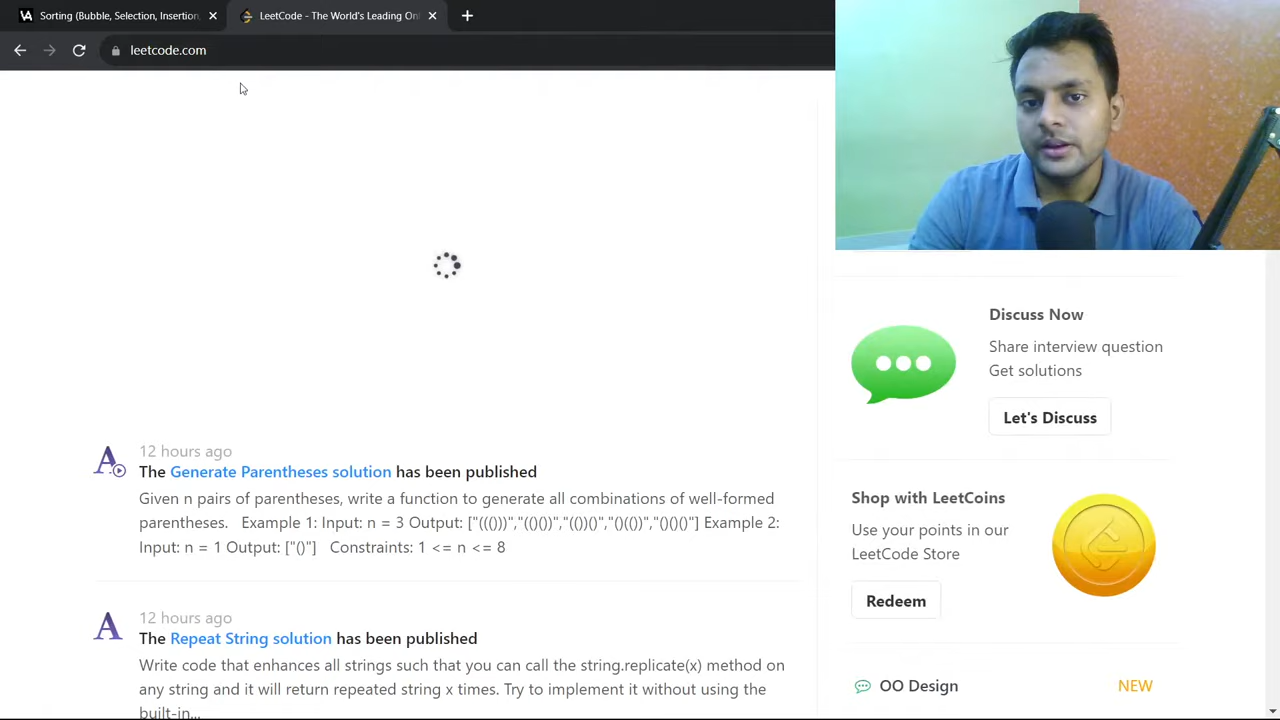 Sorting (Bubble, Selection, Insertion,
LeetCode - The World's Leading Onl
leetcode.com
12 hours ago
The Generate Parentheses solution has been published
Given n pairs of parentheses, write a function to generate all combinations of well-formed
parentheses. Example 1: Input: n = 3 Output: ["((()))","(()())","(())()","()(())","()()()"] Example 2:
Input: n = 1 Output: ["()"] Constraints: 1 <= n <= 8
12 hours ago
The Repeat String solution has been published
Write code that enhances all strings such that you can call the string.replicate(x) method on
any string and it will return repeated string x times. Try to implement it without using the
built-in...
Discuss Now
Share interview question
Get solutions
Let's Discuss
Shop with LeetCoins
Use your points in our
LeetCode Store
Redeem
OO Design
NEW